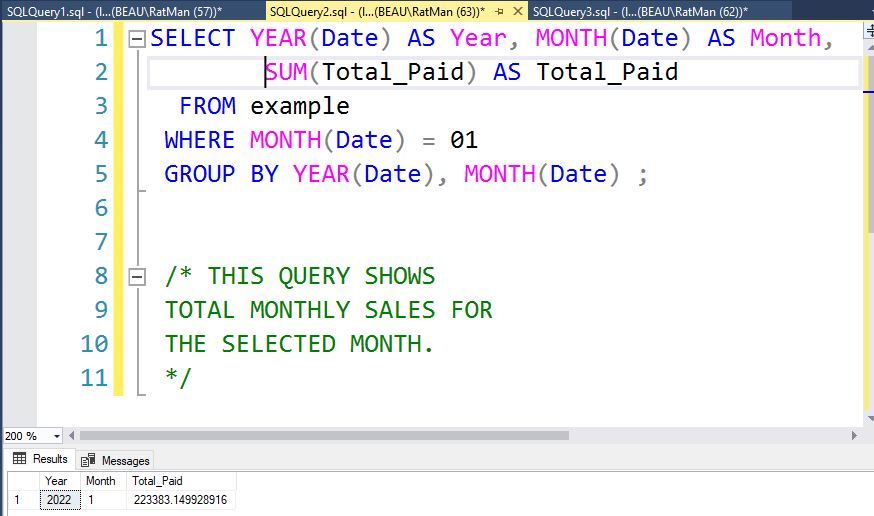 SQLQuery1.sql - (l...(BEAU\RatMan (57))* SQLQuery2.sql - (l...(BEAU\RatMan (63))* SQLQuery3.sql - (l...(BEAU\RatMan (62))*
1 SELECT YEAR(Date) AS Year, MONTH(Date) AS Month,
2 SUM(Total_Paid) AS Total_Paid
3 FROM example
4 WHERE MONTH(Date) = 01
5 GROUP BY YEAR(Date), MONTH(Date) ;
6
7
8 /* THIS QUERY SHOWS
9 TOTAL MONTHLY SALES FOR
10 THE SELECTED MONTH.
11 */
200 %
Results Messages
Year Month Total_Paid
1 2022 1 223383.149928916